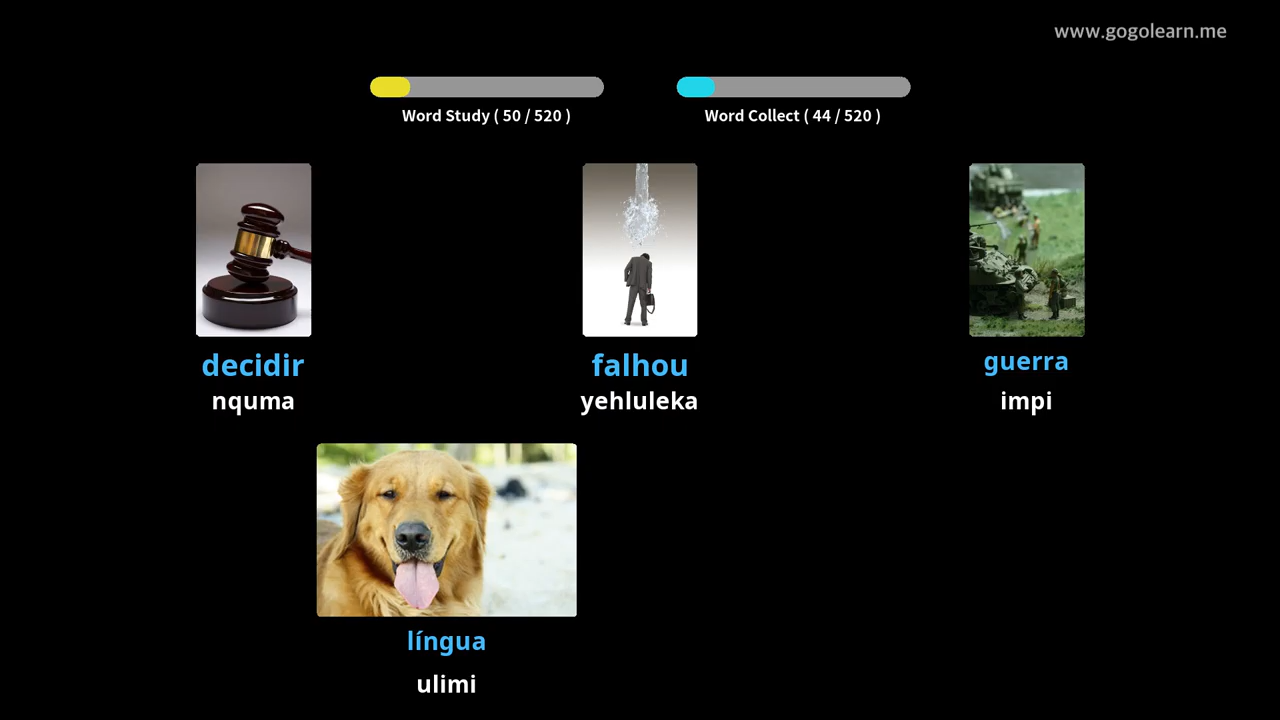 www.gogolearn.me
Word Study ( 50 / 520 )
Word Collect ( 44 / 520 )
decidir
nquma
falhou
yehluleka
guerra
impi
língua
ulimi